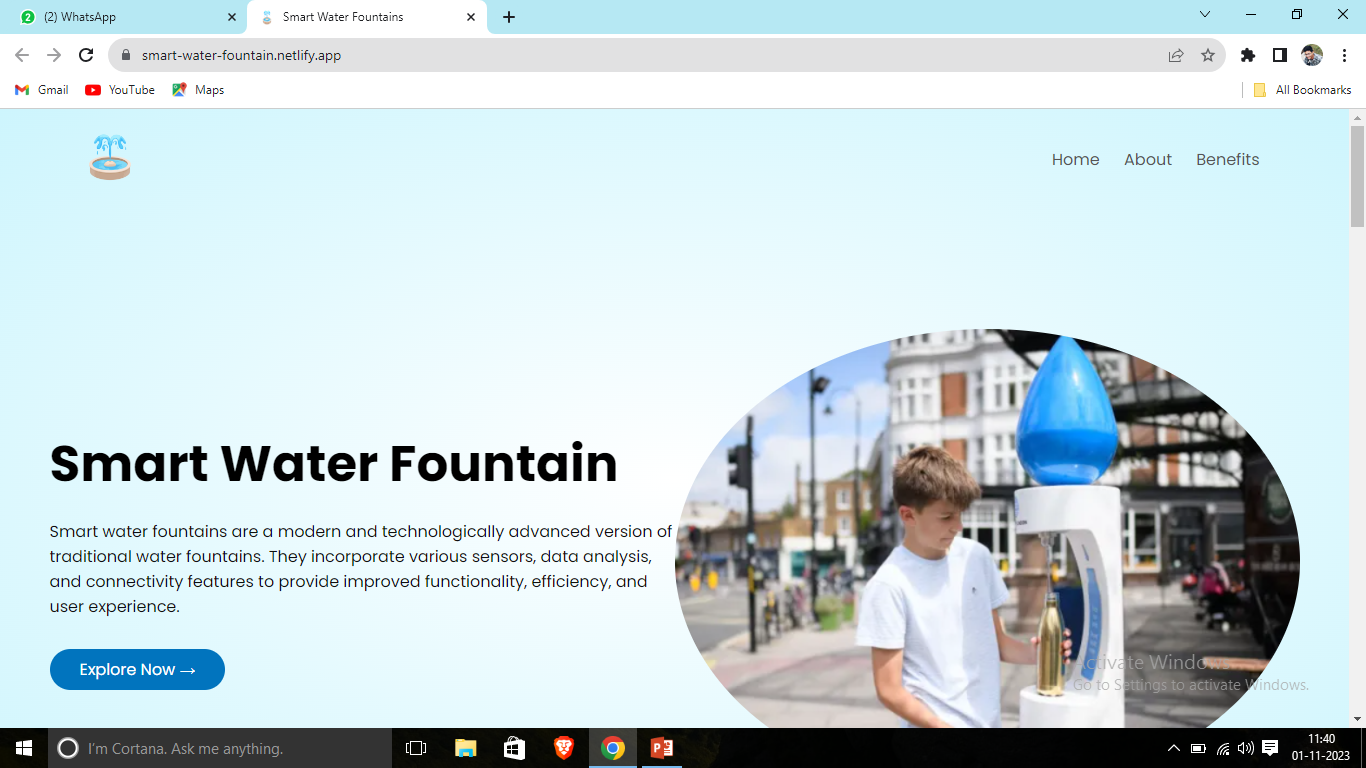 2
(2) WhatsApp
Smart Water Fountains
smart-water-fountain.netlify.app
Gmail
YouTube
Maps
All Bookmarks
Home
About
Benefits
Smart Water Fountain
Smart water fountains are a modern and technologically advanced version of
traditional water fountains. They incorporate various sensors, data analysis,
and connectivity features to provide improved functionality, efficiency, and
user experience.
Explore Now →
Activate Windows
Go to Settings to activate Windows.
I'm Cortana. Ask me anything.
11:40
01-11-2023